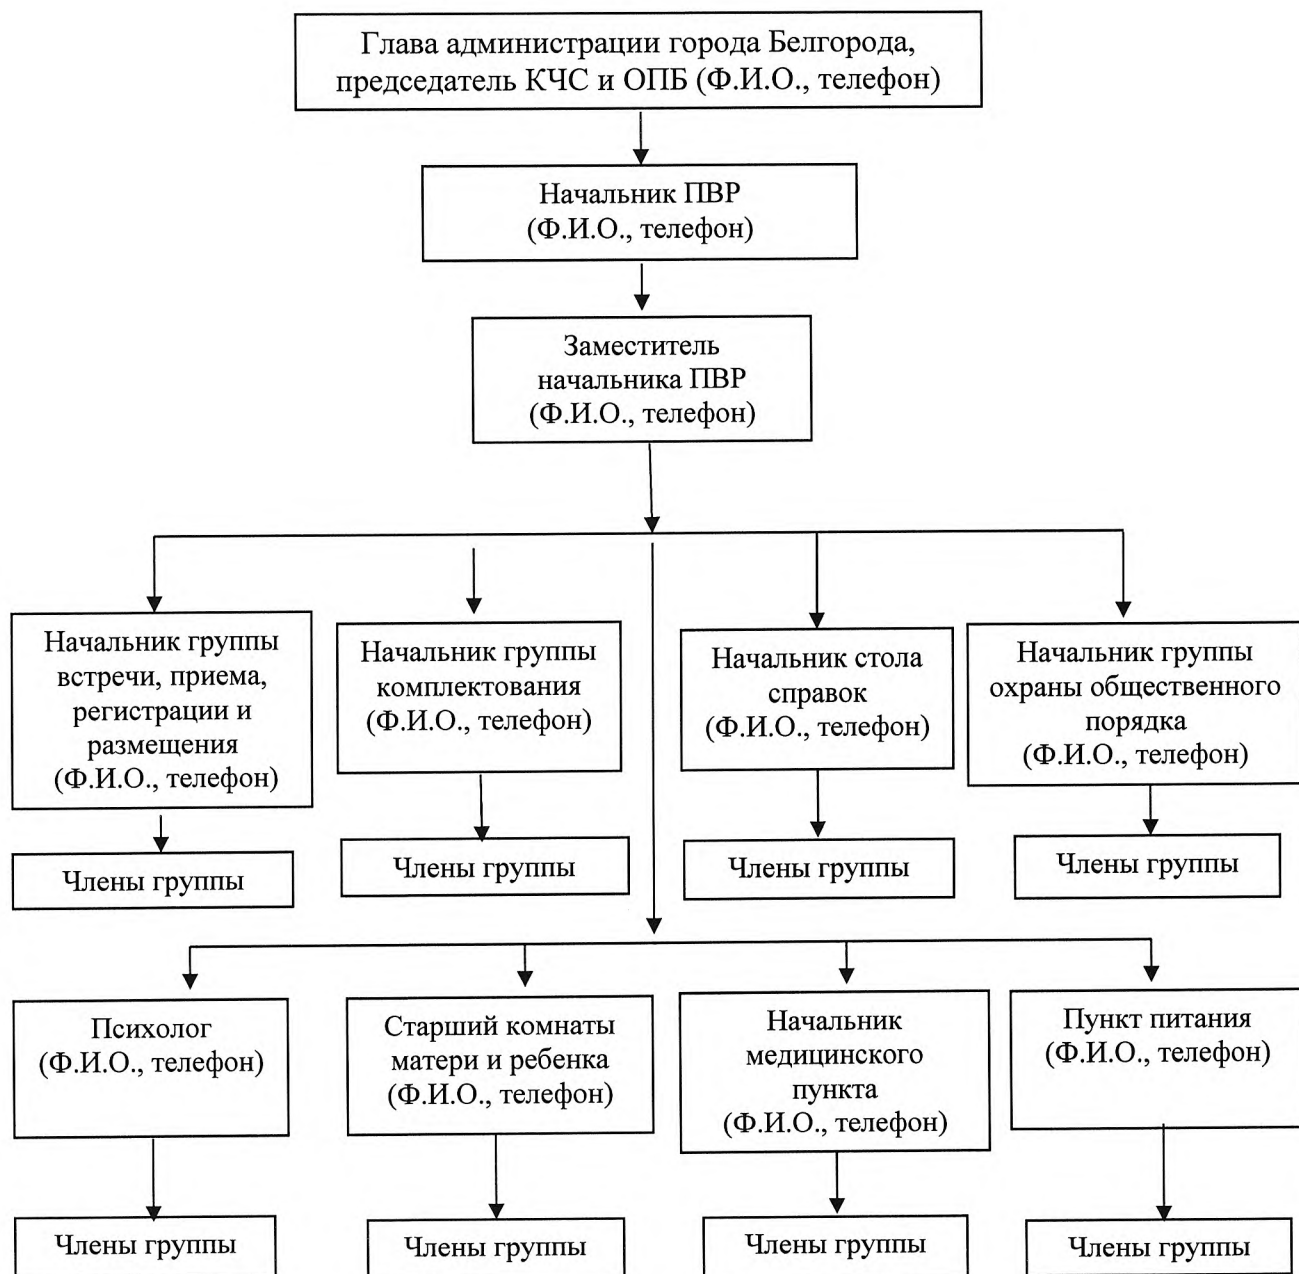 Глава администрации города Белгорода,
председатель КЧС и ОПБ (Ф.И.О., телефон)
Начальник ПВР
(Ф.И.О., телефон)
Заместитель
начальника ПВР
(Ф.И.О., телефон)
Начальник группы
встречи, приема,
регистрации и
размещения
(Ф.И.О., телефон)
Начальник группы
комплектования
(Ф.И.О., телефон)
Начальник стола
справок
(Ф.И.О., телефон)
Начальник группы
охраны общественного
порядка
(Ф.И.О., телефон)
Члены группы
Члены группы
Члены группы
Члены группы
Психолог
(Ф.И.О., телефон)
Старший комнаты
матери и ребенка
(Ф.И.О., телефон)
Начальник
медицинского
пункта
(Ф.И.О., телефон)
Пункт питания
(Ф.И.О., телефон)
Члены группы
Члены группы
Члены группы
Члены группы